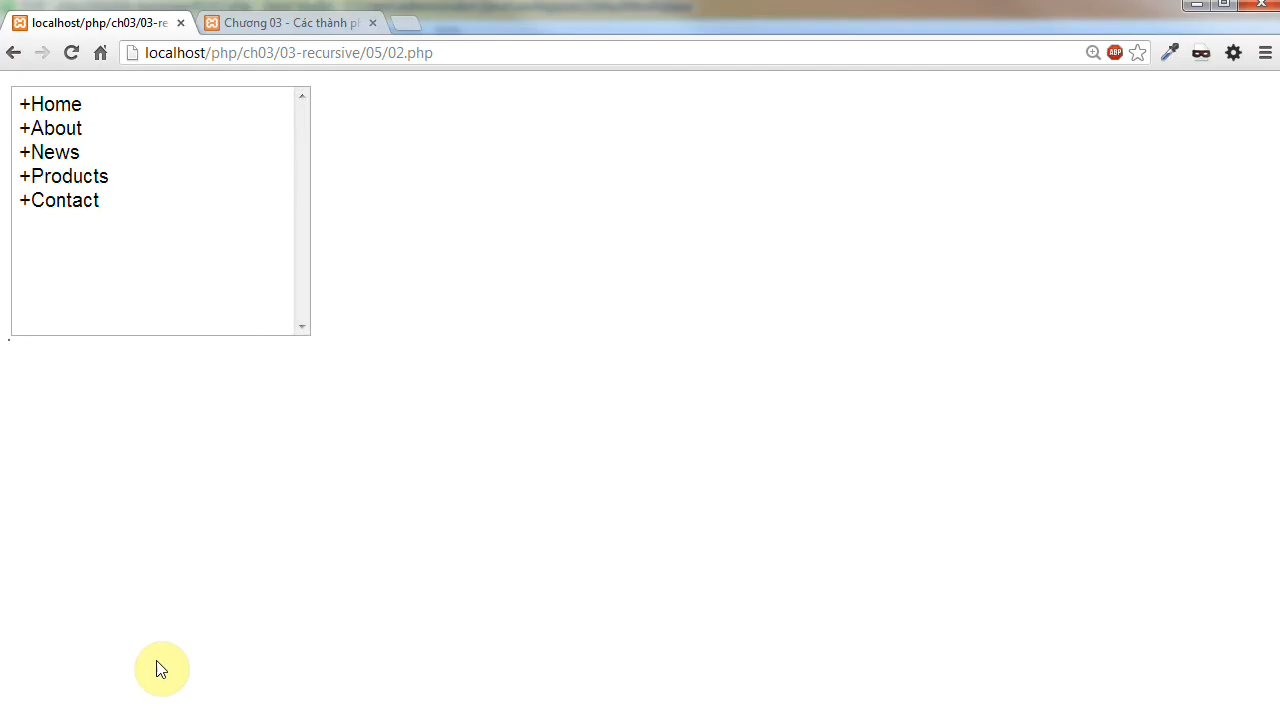 localhost/php/ch03/03-re
Chương 03 - Các thành ph
localhost/php/ch03/03-recursive/05/02.php
ABP
+Home
+About
+News
+Products
+Contact